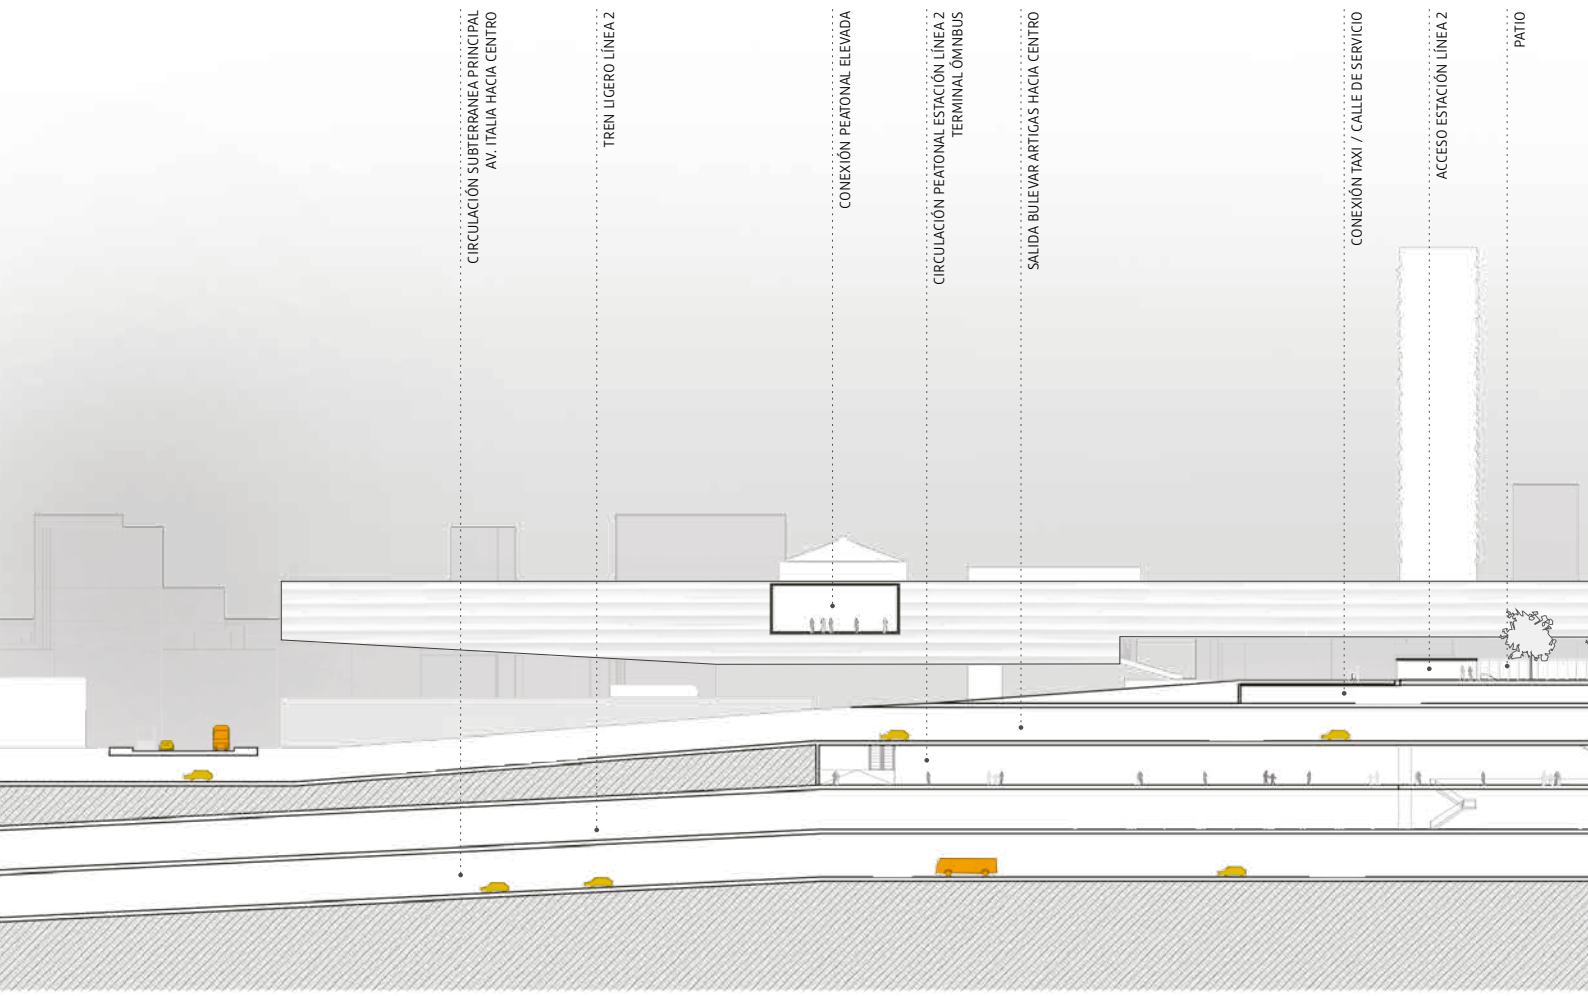 CIRCULACIÓN SUBTERRANEA PRINCIPAL
AV. ITALIA HACIA CENTRO
TREN LIGERO LÍNEA 2
CONEXIÓN PEATONAL ELEVADA
CIRCULACIÓN PEATONAL ESTACIÓN LÍNEA 2
TERMINAL ÓMNBUS
SALIDA BULEVAR ARTIGAS HACIA CENTRO
CONEXIÓN TAXI / CALLE DE SERVICIO
ACCESO ESTACIÓN LÍNEA 2
PATIO